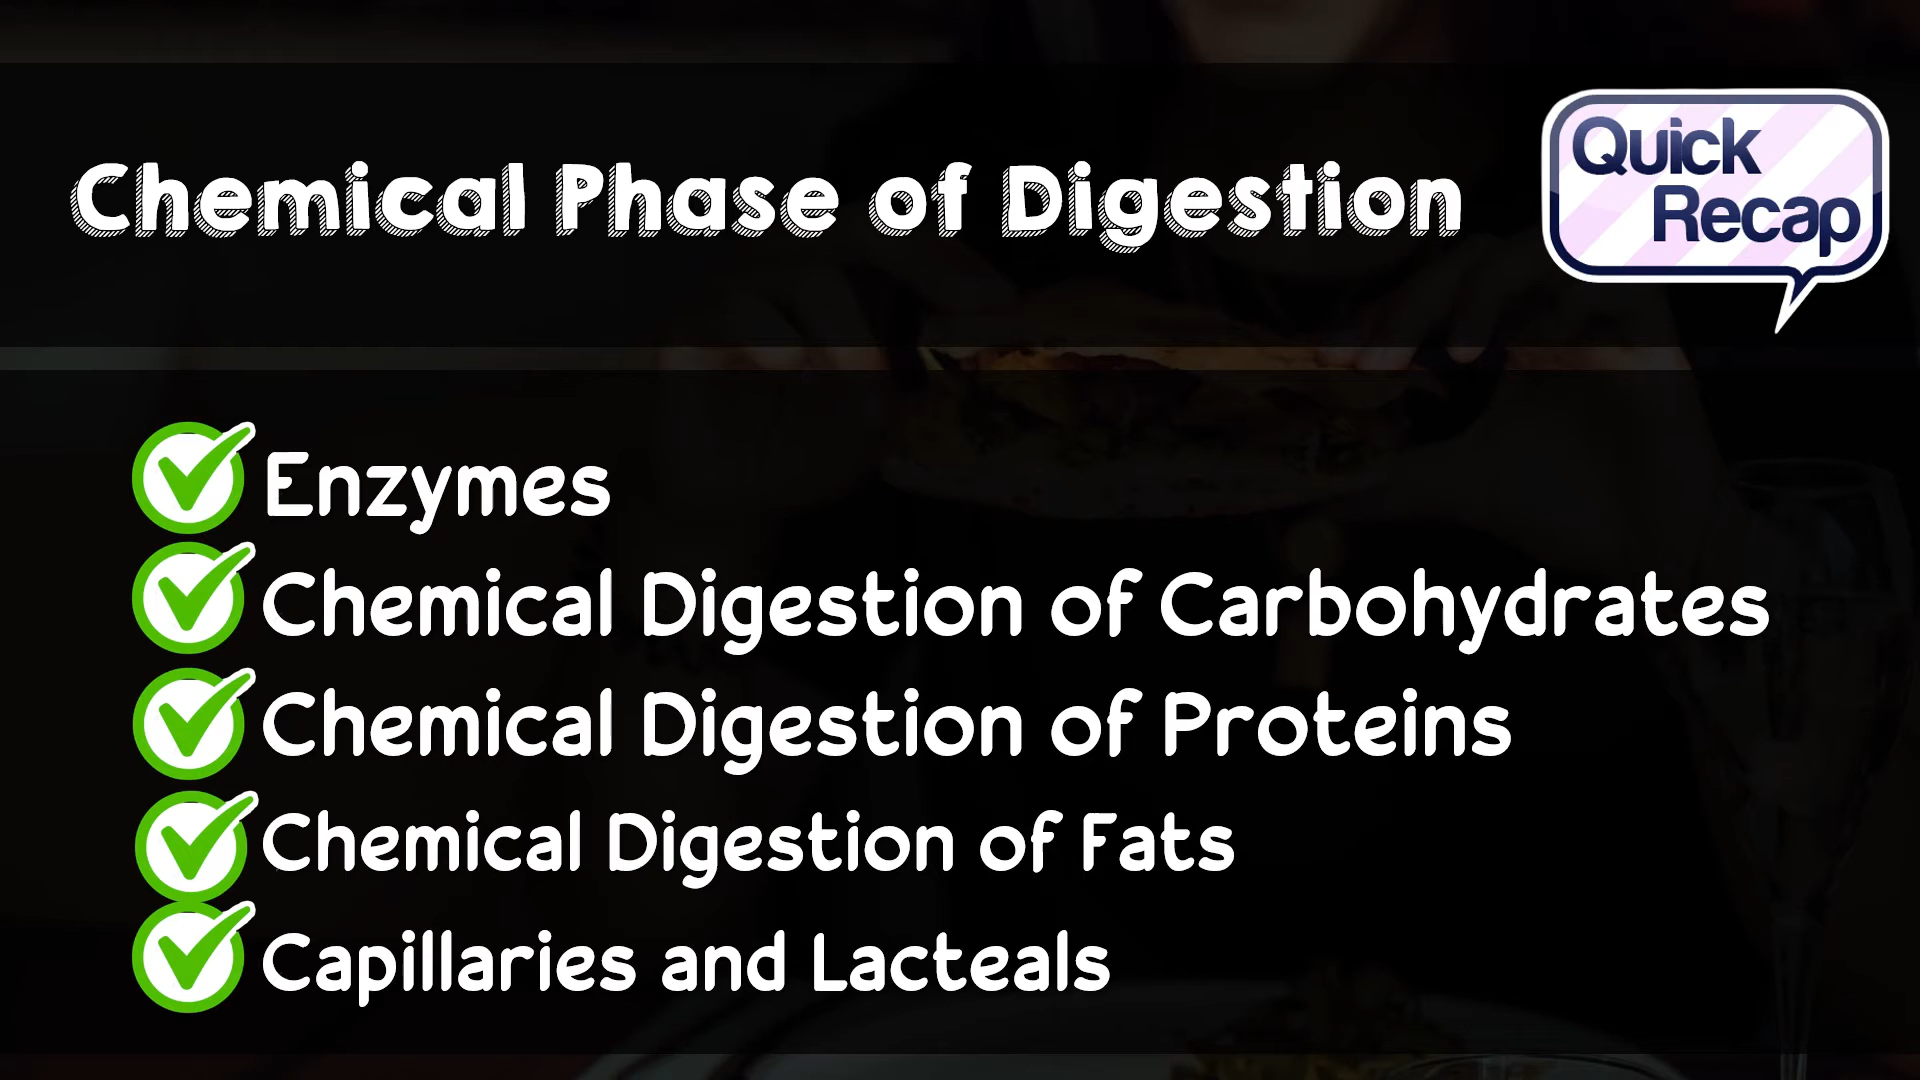 Chemical Phase of Digestion
Quick
Recap
Enzymes
Chemical Digestion of Carbohydrates
Chemical Digestion of Proteins
Chemical Digestion of Fats
Capillaries and Lacteals